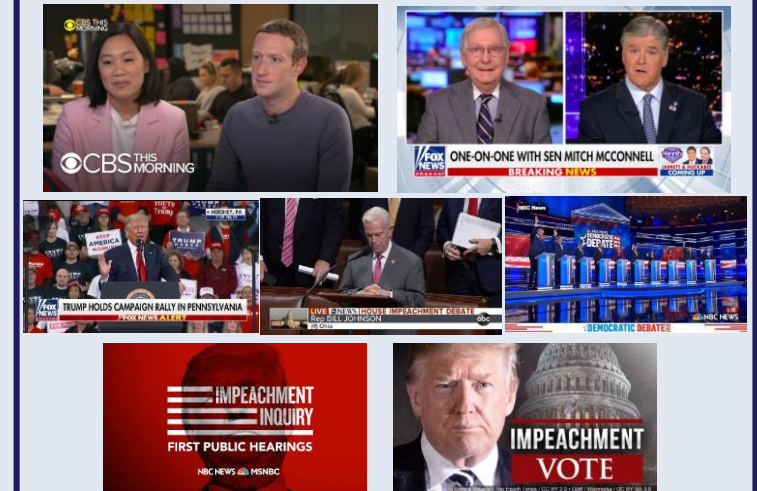 CBS THIS
MORNING
CBS THIS
MORNING
FOX
NEWS
channel
ONE-ON-ONE WITH SEN MITCH MCCONNELL
BREAKING NEWS
COMING UP
HERSHEY, PA
KEEP
AMERICA
TRUMP
FOX
NEWS
TRUMP HOLDS CAMPAIGN RALLY IN PENNSYLVANIA
FOX NEWS ALERT
LIVE abc NEWS HOUSE IMPEACHMENT DEBATE
Rep BILL JOHNSON
(R) Ohio
abc
NBC News
DEMOCRATIC
DEBATE
NBC NEWS
DEMOCRATIC DEBATE
IMPEACHMENT
INQUIRY
FIRST PUBLIC HEARINGS
NBC NEWS MSNBC
IMPEACHMENT
VOTE